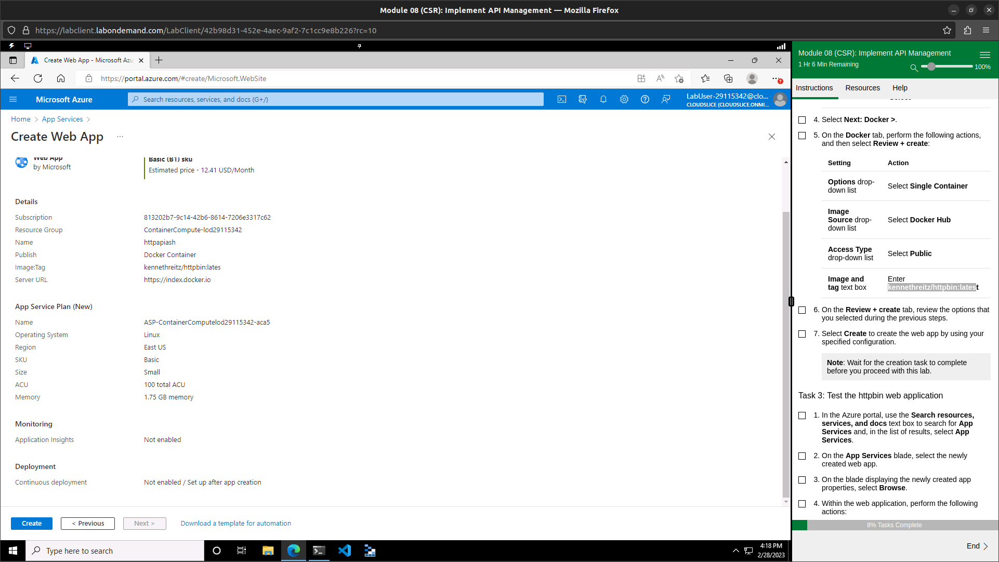 Module 08 (CSR): Implement API Management — Mozilla Firefox
https://labclient.labondemand.com/LabClient/42b98d31-452e-4aec-9af2-7c1cc9e8b226?rc=10
Create Web App - Microsoft Azu
https://portal.azure.com/#create/Microsoft.WebSite
Microsoft Azure
Search resources, services, and docs (G+/)
LabUser-29115342@clo...
CLOUDSLICE (CLOUDSLICE.ONMI...
Home > App Services >
Create Web App ...
Web App
by Microsoft
Basic (B1) sku
Estimated price - 12.41 USD/Month
Details
Subscription 813202b7-9c14-42b6-8614-7206e3317c62
Resource Group ContainerCompute-lod29115342
Name httpapiash
Publish Docker Container
Image:Tag kennethreitz/httpbin:lates
Server URL https://index.docker.io
App Service Plan (New)
Name ASP-ContainerComputelod29115342-aca5
Operating System Linux
Region East US
SKU Basic
Size Small
ACU 100 total ACU
Memory 1.75 GB memory
Monitoring
Application Insights Not enabled
Deployment
Continuous deployment Not enabled / Set up after app creation
Create < Previous Next > Download a template for automation
Type here to search
4:18 PM
2/28/2023
Module 08 (CSR): Implement API Management
1 Hr 6 Min Remaining
100%
Instructions Resources Help
Select
4. Select Next: Docker >.
5. On the Docker tab, perform the following actions,
and then select Review + create:
Setting Action
Options drop-
down list
Select Single Container
Image
Source drop-
down list
Select Docker Hub
Access Type
drop-down list
Select Public
Image and
tag text box
Enter
kennethreitz/httpbin:latest
6. On the Review + create tab, review the options that
you selected during the previous steps.
7. Select Create to create the web app by using your
specified configuration.
Note: Wait for the creation task to complete
before you proceed with this lab.
Task 3: Test the httpbin web application
1. In the Azure portal, use the Search resources,
services, and docs text box to search for App
Services and, in the list of results, select App
Services.
2. On the App Services blade, select the newly
created web app.
3. On the blade displaying the newly created app
properties, select Browse.
4. Within the web application, perform the following
actions:
8% Tasks Complete
End >